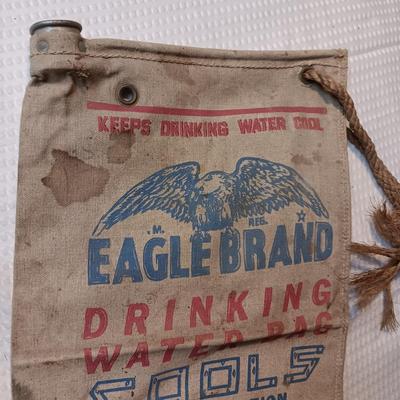 KEEPS DRINKING WATER COOL
.M. REG.
EAGLE BRAND
DRINKING
WATER BAG
COOLS